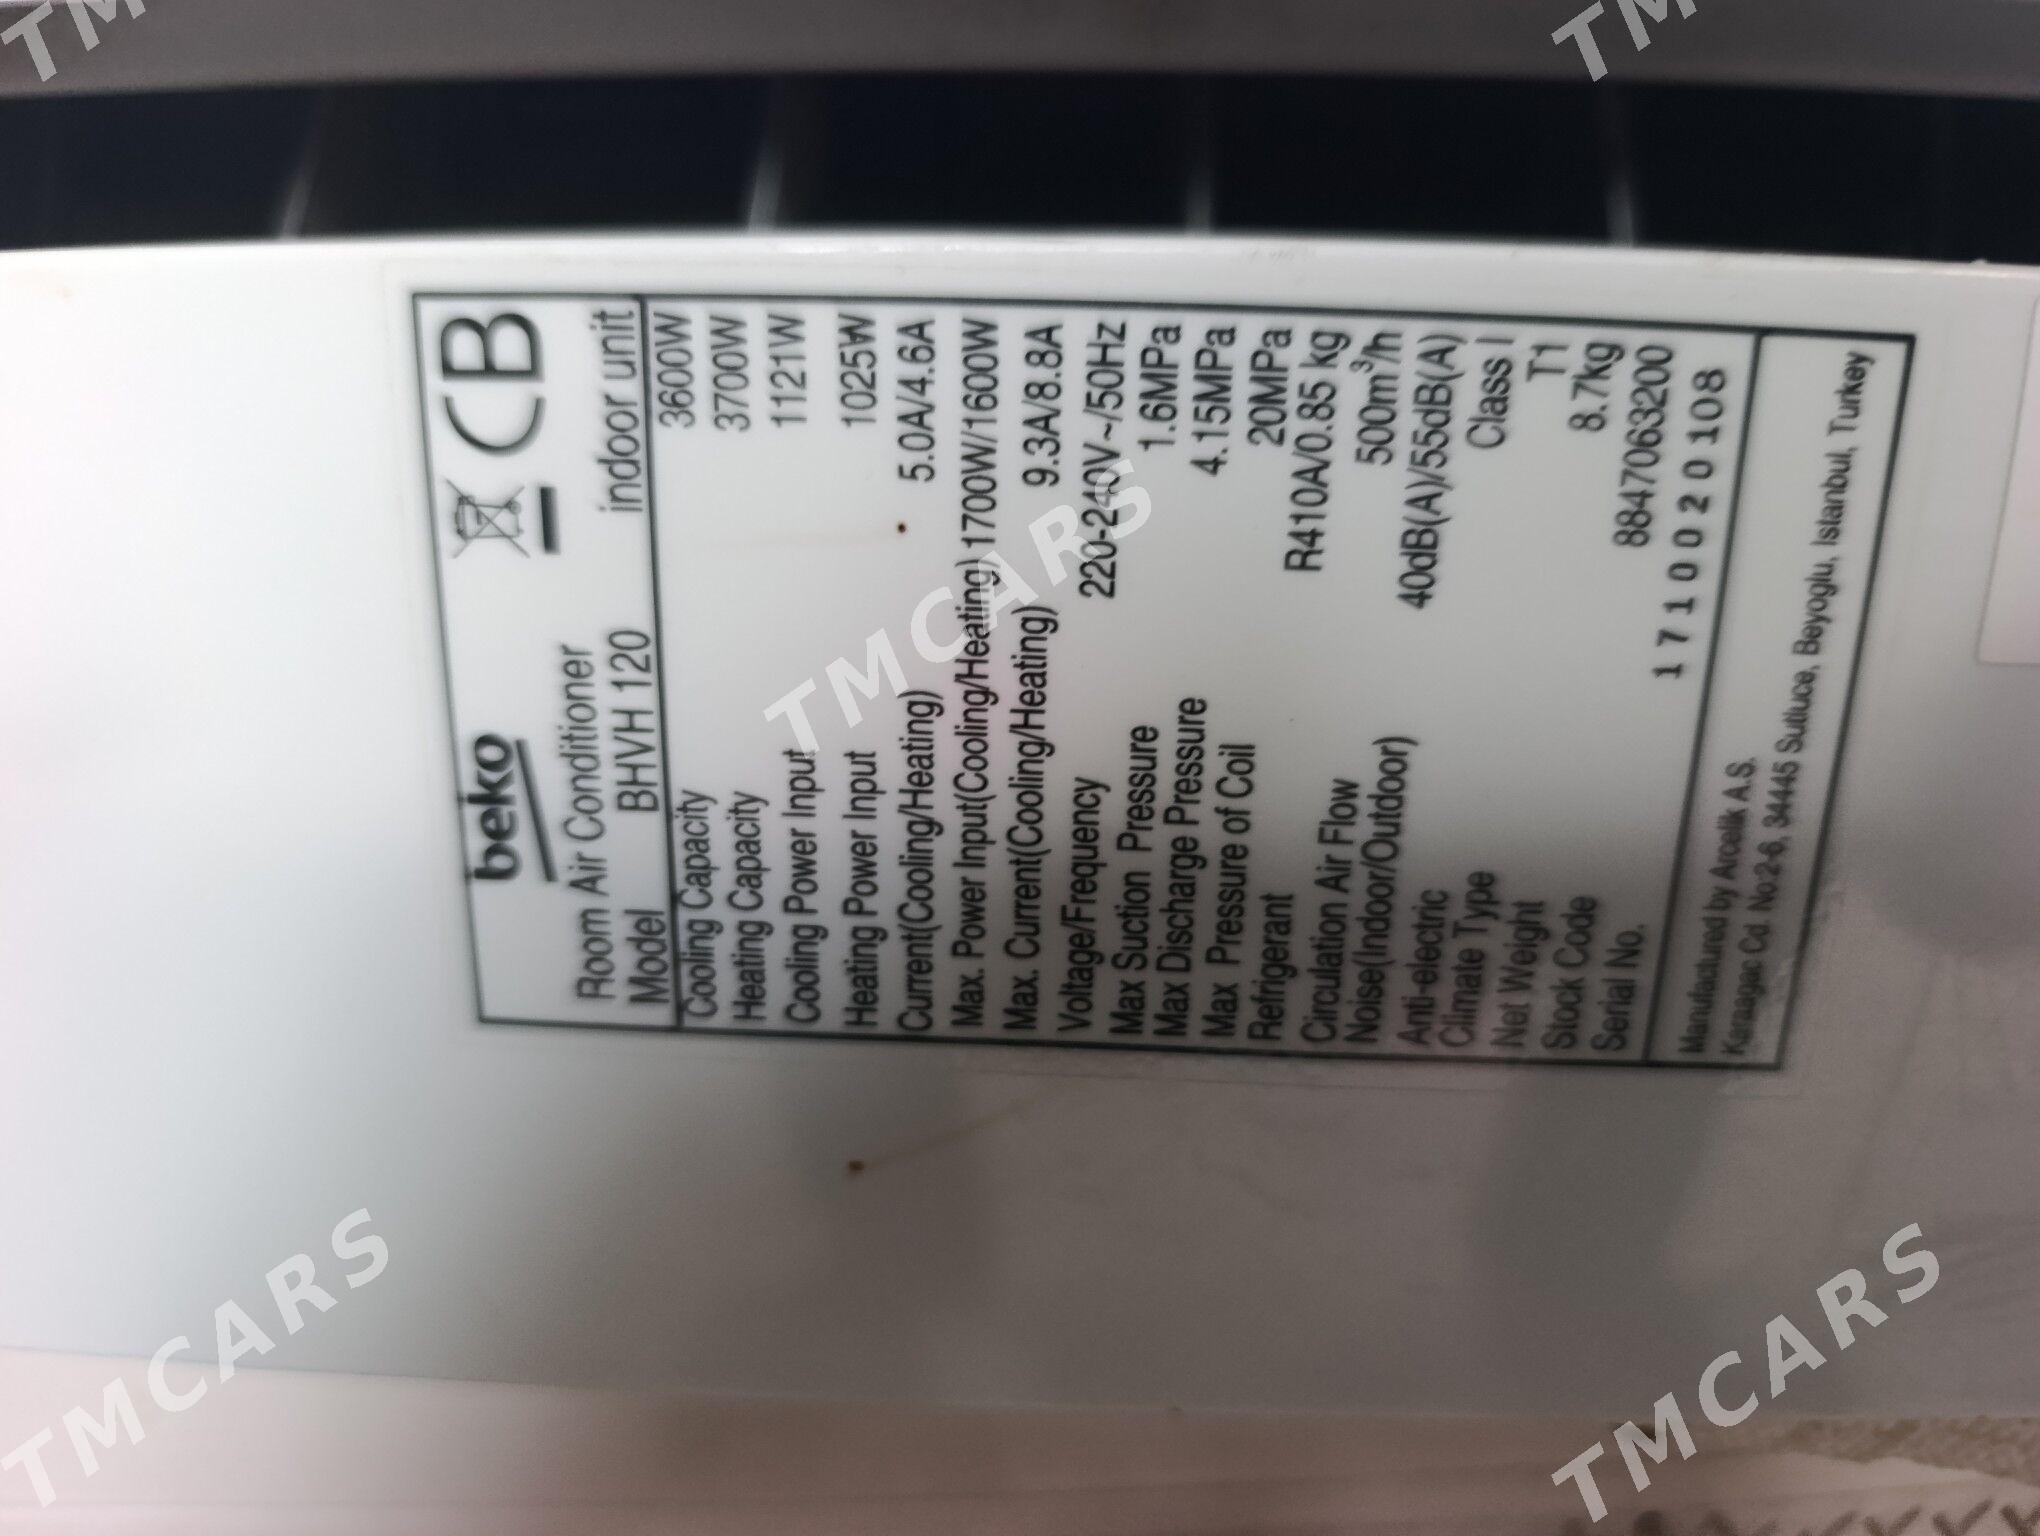 beko
CB
Room Air Conditioner
Model BHVH 120 indoor unit
Cooling Capacity 3600W
Heating Capacity 3700W
Cooling Power Input 1121W
Heating Power Input 1025W
Current(Cooling/Heating) 5.0A/4.6A
Max. Power Input(Cooling/Heating) 1700W/1600W
Max. Current(Cooling/Heating) 9.3A/8.8A
Voltage/Frequency 220-240V~/50Hz
Max Suction Pressure 1.6MPa
Max Discharge Pressure 4.15MPa
Max Pressure of Coil 20MPa
Refrigerant R410A/0.85 kg
Circulation Air Flow 500m³/h
Noise(Indoor/Outdoor) 40dB(A)/55dB(A)
Anti-electric Class I
Climate Type T1
Net Weight 8.7kg
Stock Code 8847063200
Serial No. 1710020108
Manufactured by Arcelik A.S.
Karaagac Cd. No:2-6, 34445 Sutluce, Beyoglu, Istanbul, Turkey
TMCARS
TMCARS
TMCARS
TM
TM